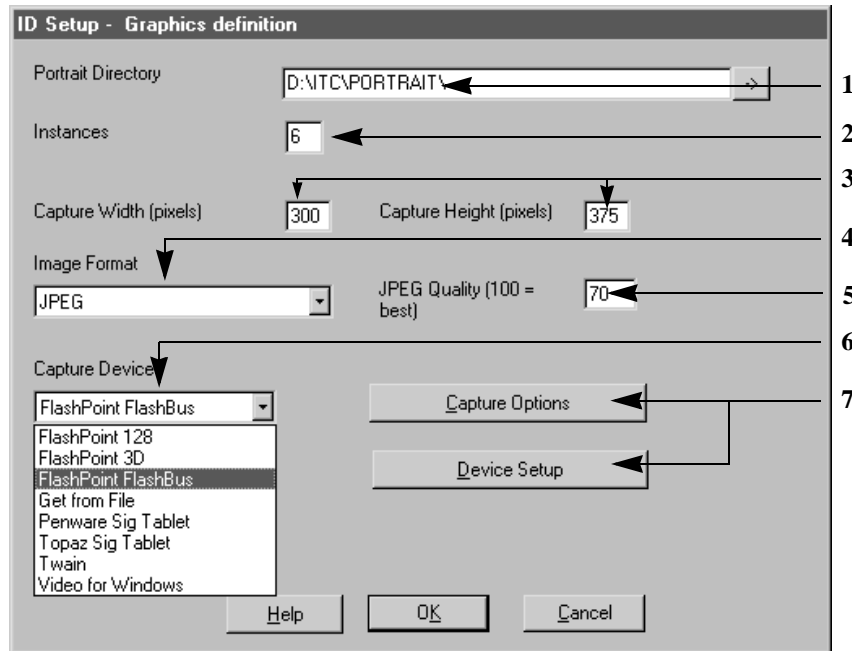 ID Setup - Graphics definition
Portrait Directory
D:\ITC\PORTRAIT\
->
1
Instances
6
2
3
Capture Width (pixels)
300
Capture Height (pixels)
375
4
Image Format
JPEG
JPEG Quality (100 =
best)
70
5
6
Capture Device
FlashPoint FlashBus
Capture Options
7
FlashPoint 128
FlashPoint 3D
FlashPoint FlashBus
Device Setup
Get from File
Penware Sig Tablet
Topaz Sig Tablet
Twain
Video for Windows
Help
OK
Cancel